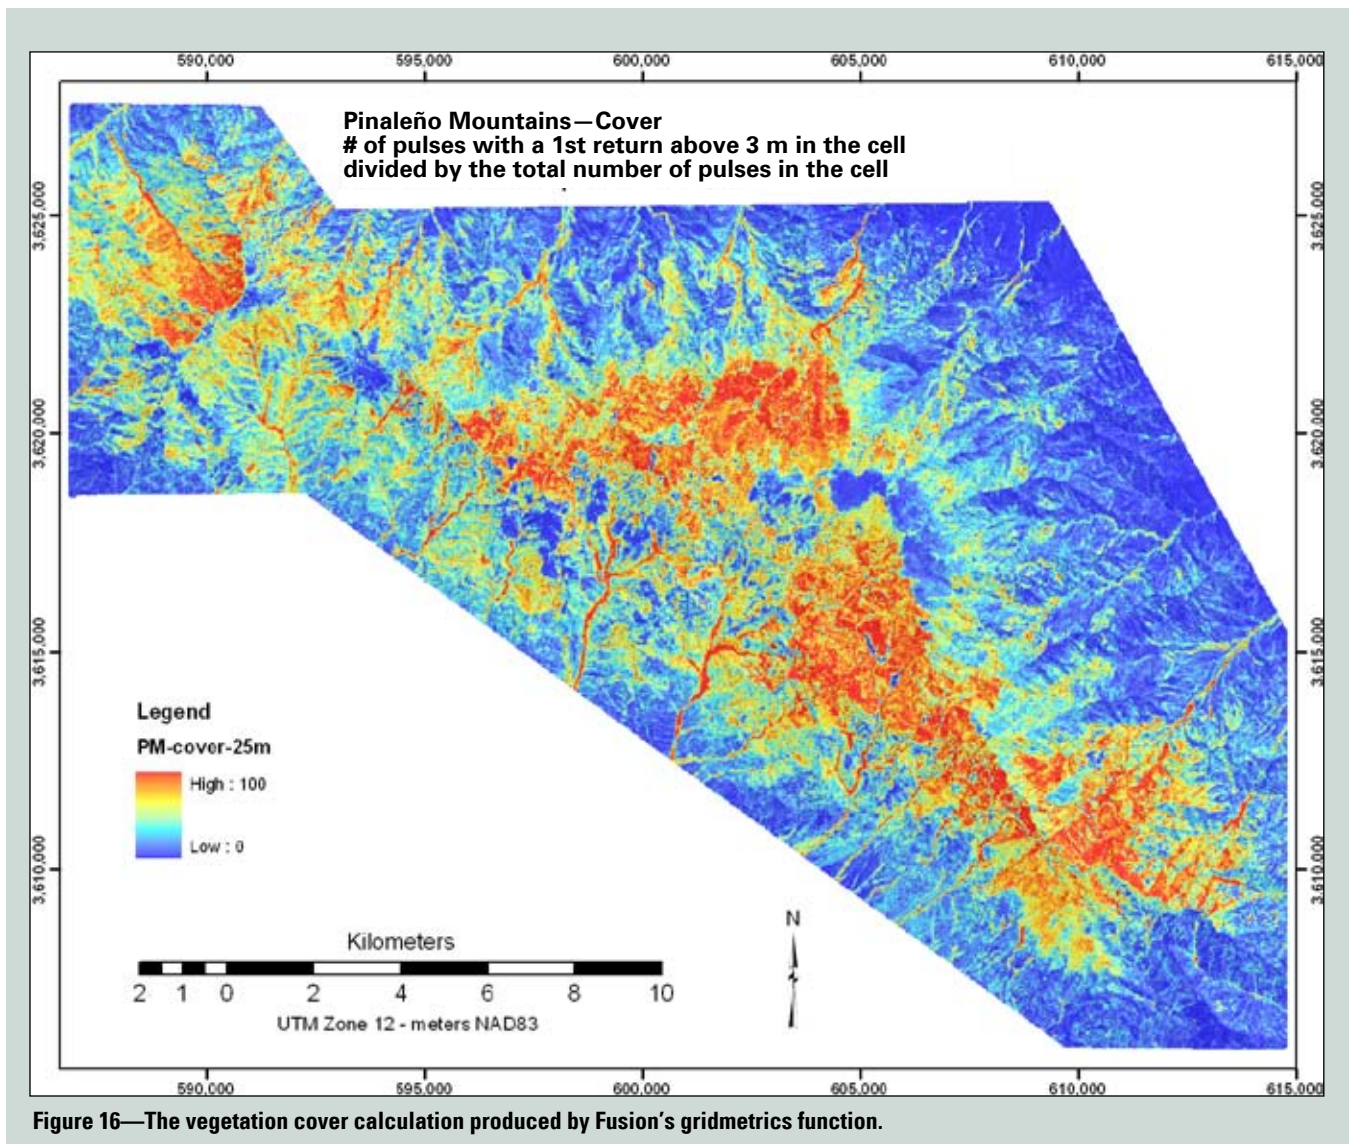 590,000 595,000 600,000 605,000 610,000 615,000
Pinaleño Mountains—Cover
# of pulses with a 1st return above 3 m in the cell
divided by the total number of pulses in the cell
3,625,000 3,625,000
3,620,000 3,620,000
3,615,000 3,615,000
Legend
PM-cover-25m
High : 100
Low : 0
3,610,000 3,610,000
N
Kilometers
2 1 0 2 4 6 8 10
UTM Zone 12 - meters NAD83
590,000 595,000 600,000 605,000 610,000 615,000
Figure 16—The vegetation cover calculation produced by Fusion's gridmetrics function.